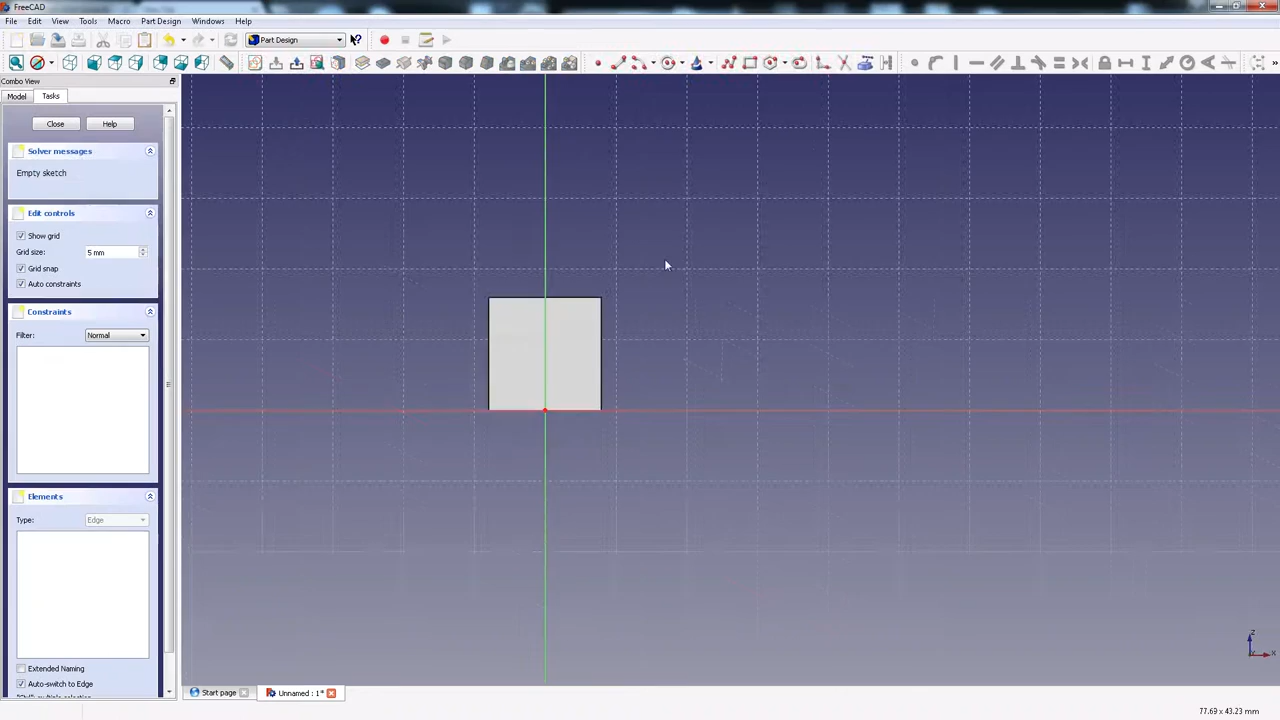 FreeCAD
File Edit View Tools Macro Part Design Windows Help
Part Design
Combo View
Model Tasks
Close Help
Solver messages
Empty sketch
Edit controls
Show grid
Grid size: 5 mm
Grid snap
Auto constraints
Constraints
Filter: Normal
Elements
Type: Edge
Extended Naming
Auto-switch to Edge
Z
X
Start page Unnamed : 1*
77.69 x 43.23 mm